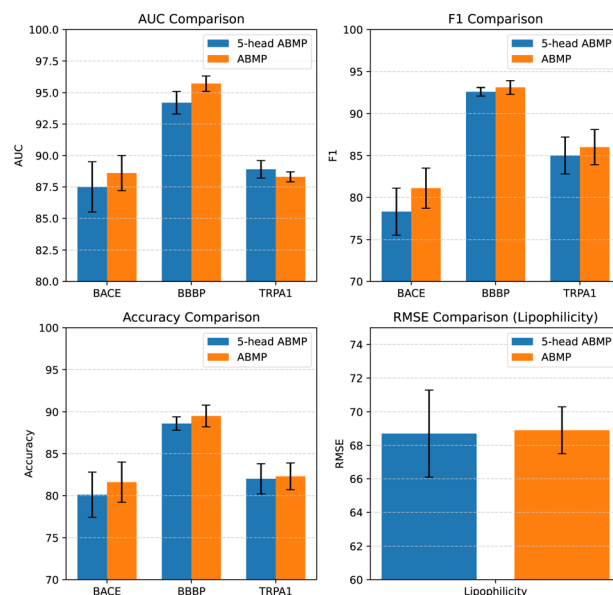 AUC Comparison
100.0
97.5
95.0
92.5
90.0
87.5
85.0
82.5
80.0
AUC
5-head ABMP
ABMP
BACE
BBBP
TRPA1
F1 Comparison
100
95
90
85
80
75
70
F1
5-head ABMP
ABMP
BACE
BBBP
TRPA1
Accuracy Comparison
100
95
90
85
80
75
70
Accuracy
5-head ABMP
ABMP
BACE
BBBP
TRPA1
RMSE Comparison (Lipophilicity)
74
72
70
68
66
64
62
60
RMSE
5-head ABMP
ABMP
Lipophilicity